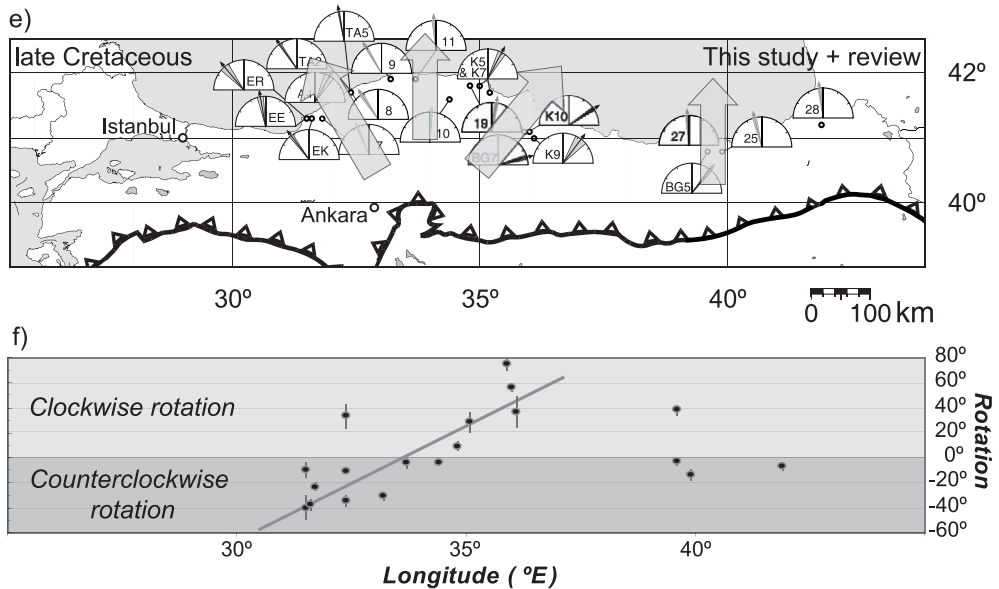 e)
late Cretaceous
This study + review
TA5
11
K5
& K7
9
ER
42º
28
8
EE
19
K10
27
25
10
Istanbul
EK
7
K9
BG5
Ankara
40º
30º
35º
40º
0
100 km
f)
80º
60º
40º
20º
0º
-20º
-40º
-60º
Rotation
Clockwise rotation
Counterclockwise
rotation
30º
35º
40º
Longitude ( ºE)